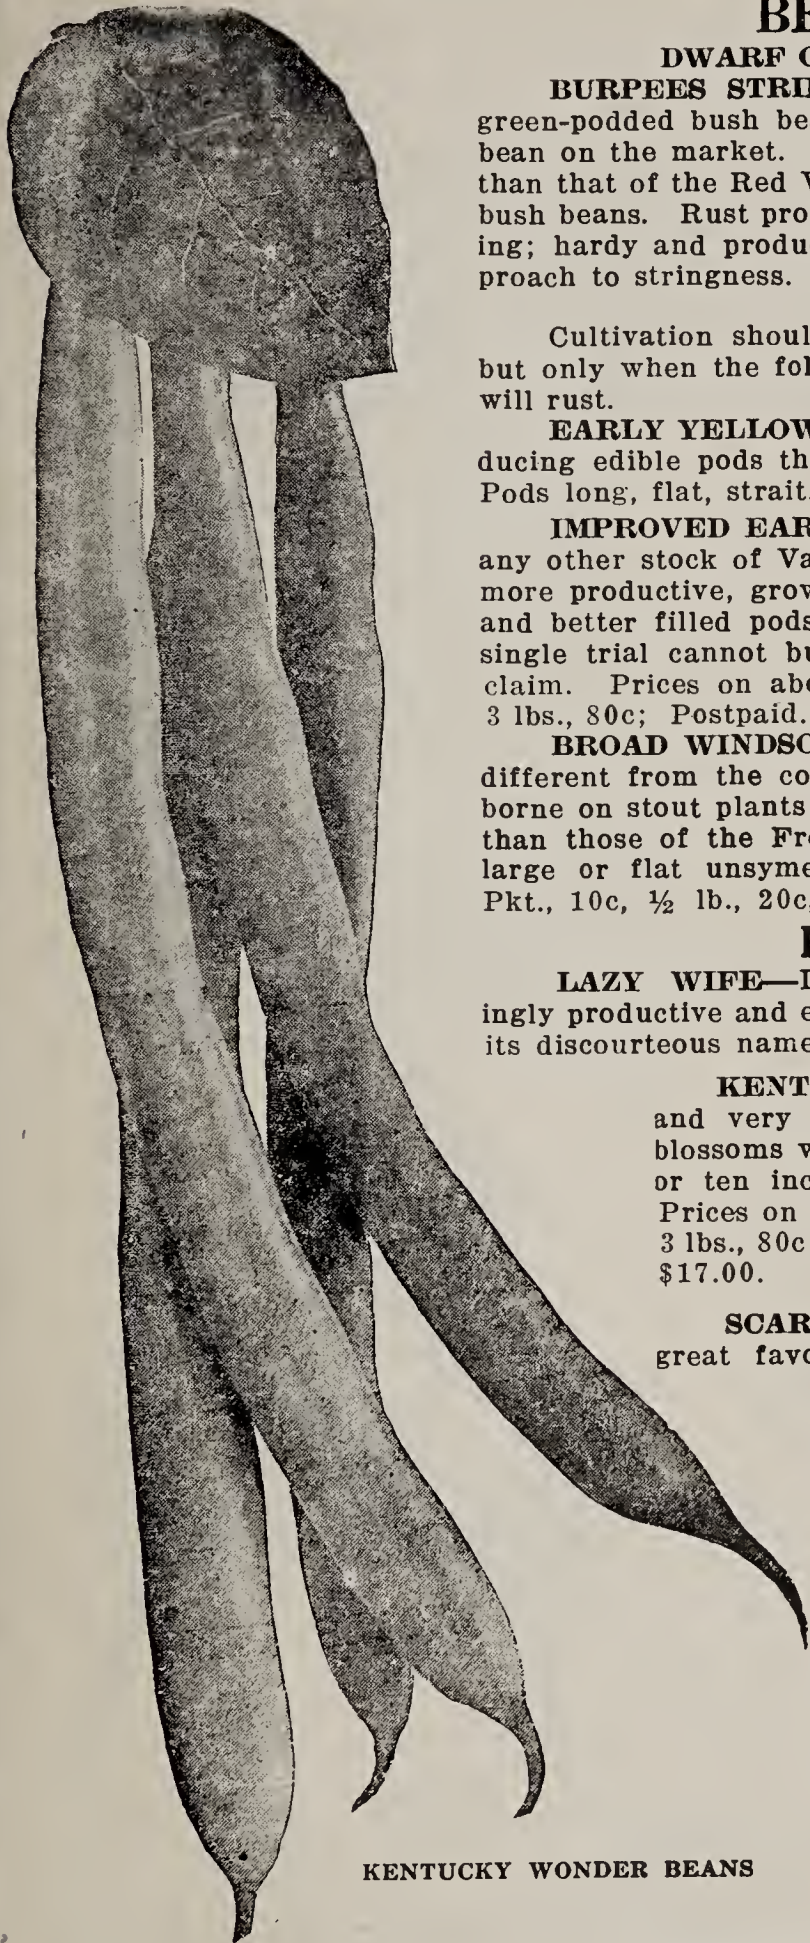 BE
DWARF
BURPEES STRI
green-podded bush be
bean on the market.
than that of the Red
bush beans. Rust pro
ing; hardy and produ
proach to stringness.
Cultivation shoul
but only when the fol
will rust.
EARLY YELLOW
ducing edible pods th
Pods long, flat, strait.
IMPROVED EAR
any other stock of Va
more productive, grov
and better filled pods
single trial cannot bu
claim. Prices on abo
3 lbs., 80c; Postpaid.
BROAD WINDSO
different from the co
borne on stout plants
than those of the Fre
large or flat unsyme
Pkt., 10c, ½ lb., 20c,
LAZY WIFE—
ingly productive and e
its discourteous name
KENT
and very
blossoms
or ten inc
Prices on
3 lbs., 80c
$17.00.
SCAR
great favo
KENTUCKY WONDER BEANS